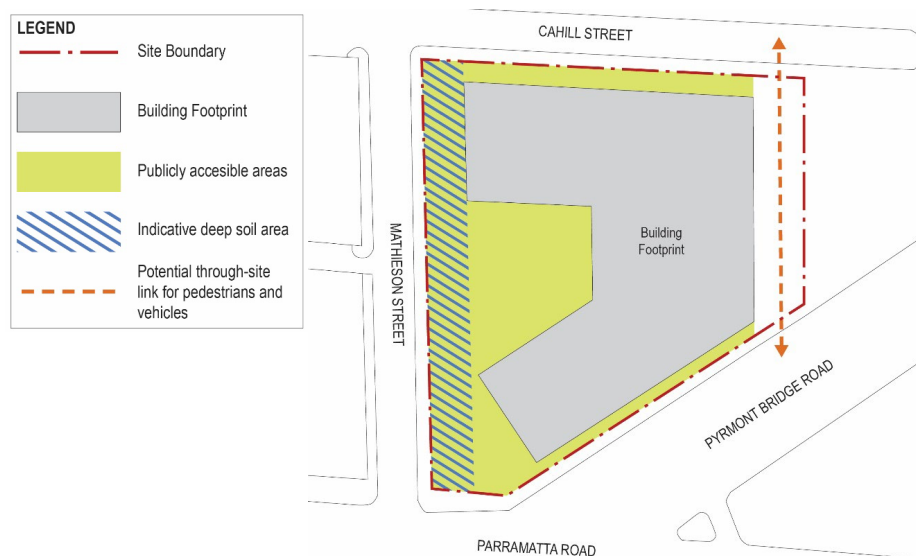 LEGEND
Site Boundary
Building Footprint
Publicly accesible areas
Indicative deep soil area
Potential through-site
link for pedestrians and
vehicles
CAHILL STREET
MATHIESON STREET
Building
Footprint
PYRMONT BRIDGE ROAD
PARRAMATTA ROAD